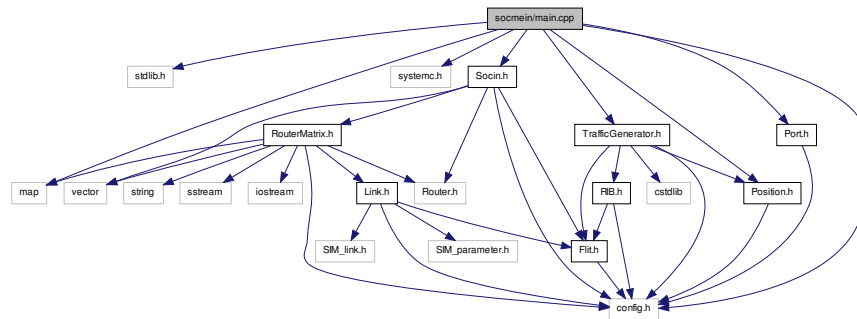 socmein/main.cpp
stdlib.h
systemc.h
Socin.h
RouterMatrix.h
TrafficGenerator.h
Port.h
map
vector
string
sstream
iostream
Link.h
Router.h
RIB.h
cstdlib
Position.h
SIM_link.h
SIM_parameter.h
Flit.h
config.h